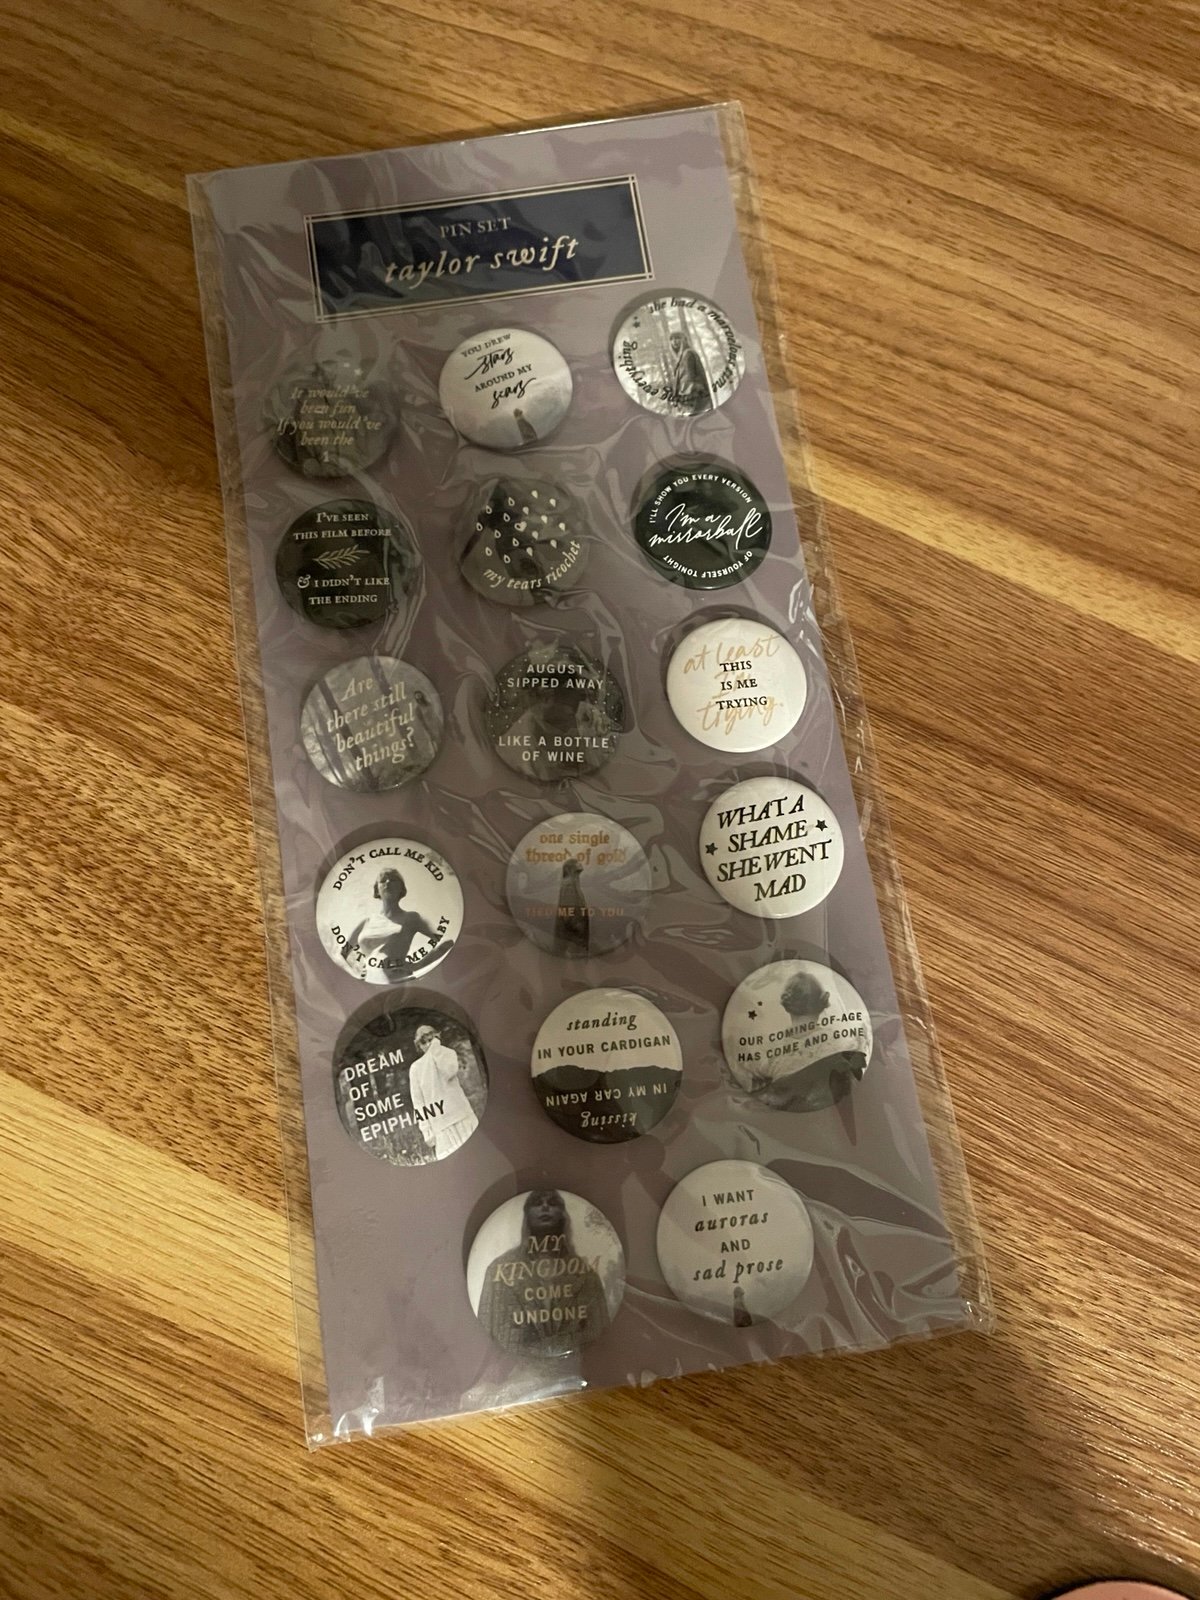 PIN SET
taylor swift
It would've
been fun
If you would've
been the
1
YOU DREW
stars
AROUND MY
scars
she had a marvelous time ruining everything
I'VE SEEN
THIS FILM BEFORE
& I DIDN'T LIKE
THE ENDING
my tears ricochet
I'LL SHOW YOU EVERY VERSION
I'm a
mirrorball
OF YOURSELF TONIGHT
Are
there still
beautiful
things?
AUGUST
SIPPED AWAY
LIKE A BOTTLE
OF WINE
at least
I'm
trying.
THIS
IS ME
TRYING
DON'T CALL ME KID
DON'T CALL ME BABY
one single
thread of gold
TIED ME TO YOU
WHAT A
SHAME
SHE WENT
MAD
DREAM
OF
SOME
EPIPHANY
standing
IN YOUR CARDIGAN
kissing
IN MY CAR AGAIN
OUR COMING-OF-AGE
HAS COME AND GONE
MY
KINGDOM
COME
UNDONE
I WANT
auroras
AND
sad prose